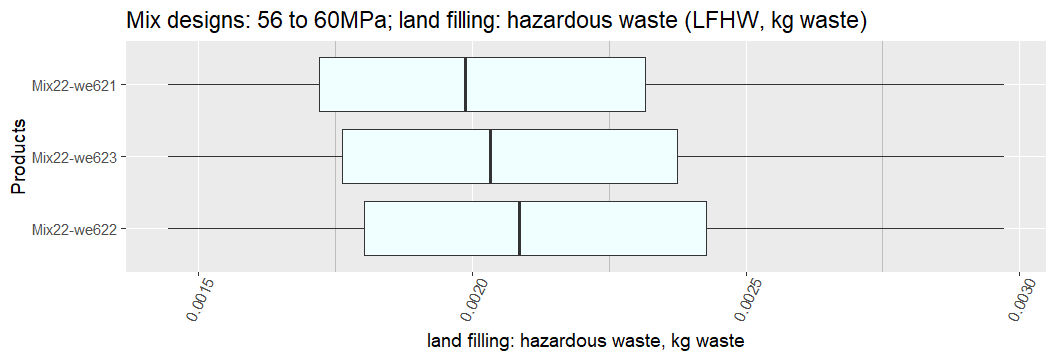 Mix designs: 56 to 60MPa; land filling: hazardous waste (LFHW, kg waste)
Products
Mix22-we621
Mix22-we623
Mix22-we622
0.0015
0.0020
0.0025
0.0030
land filling: hazardous waste, kg waste